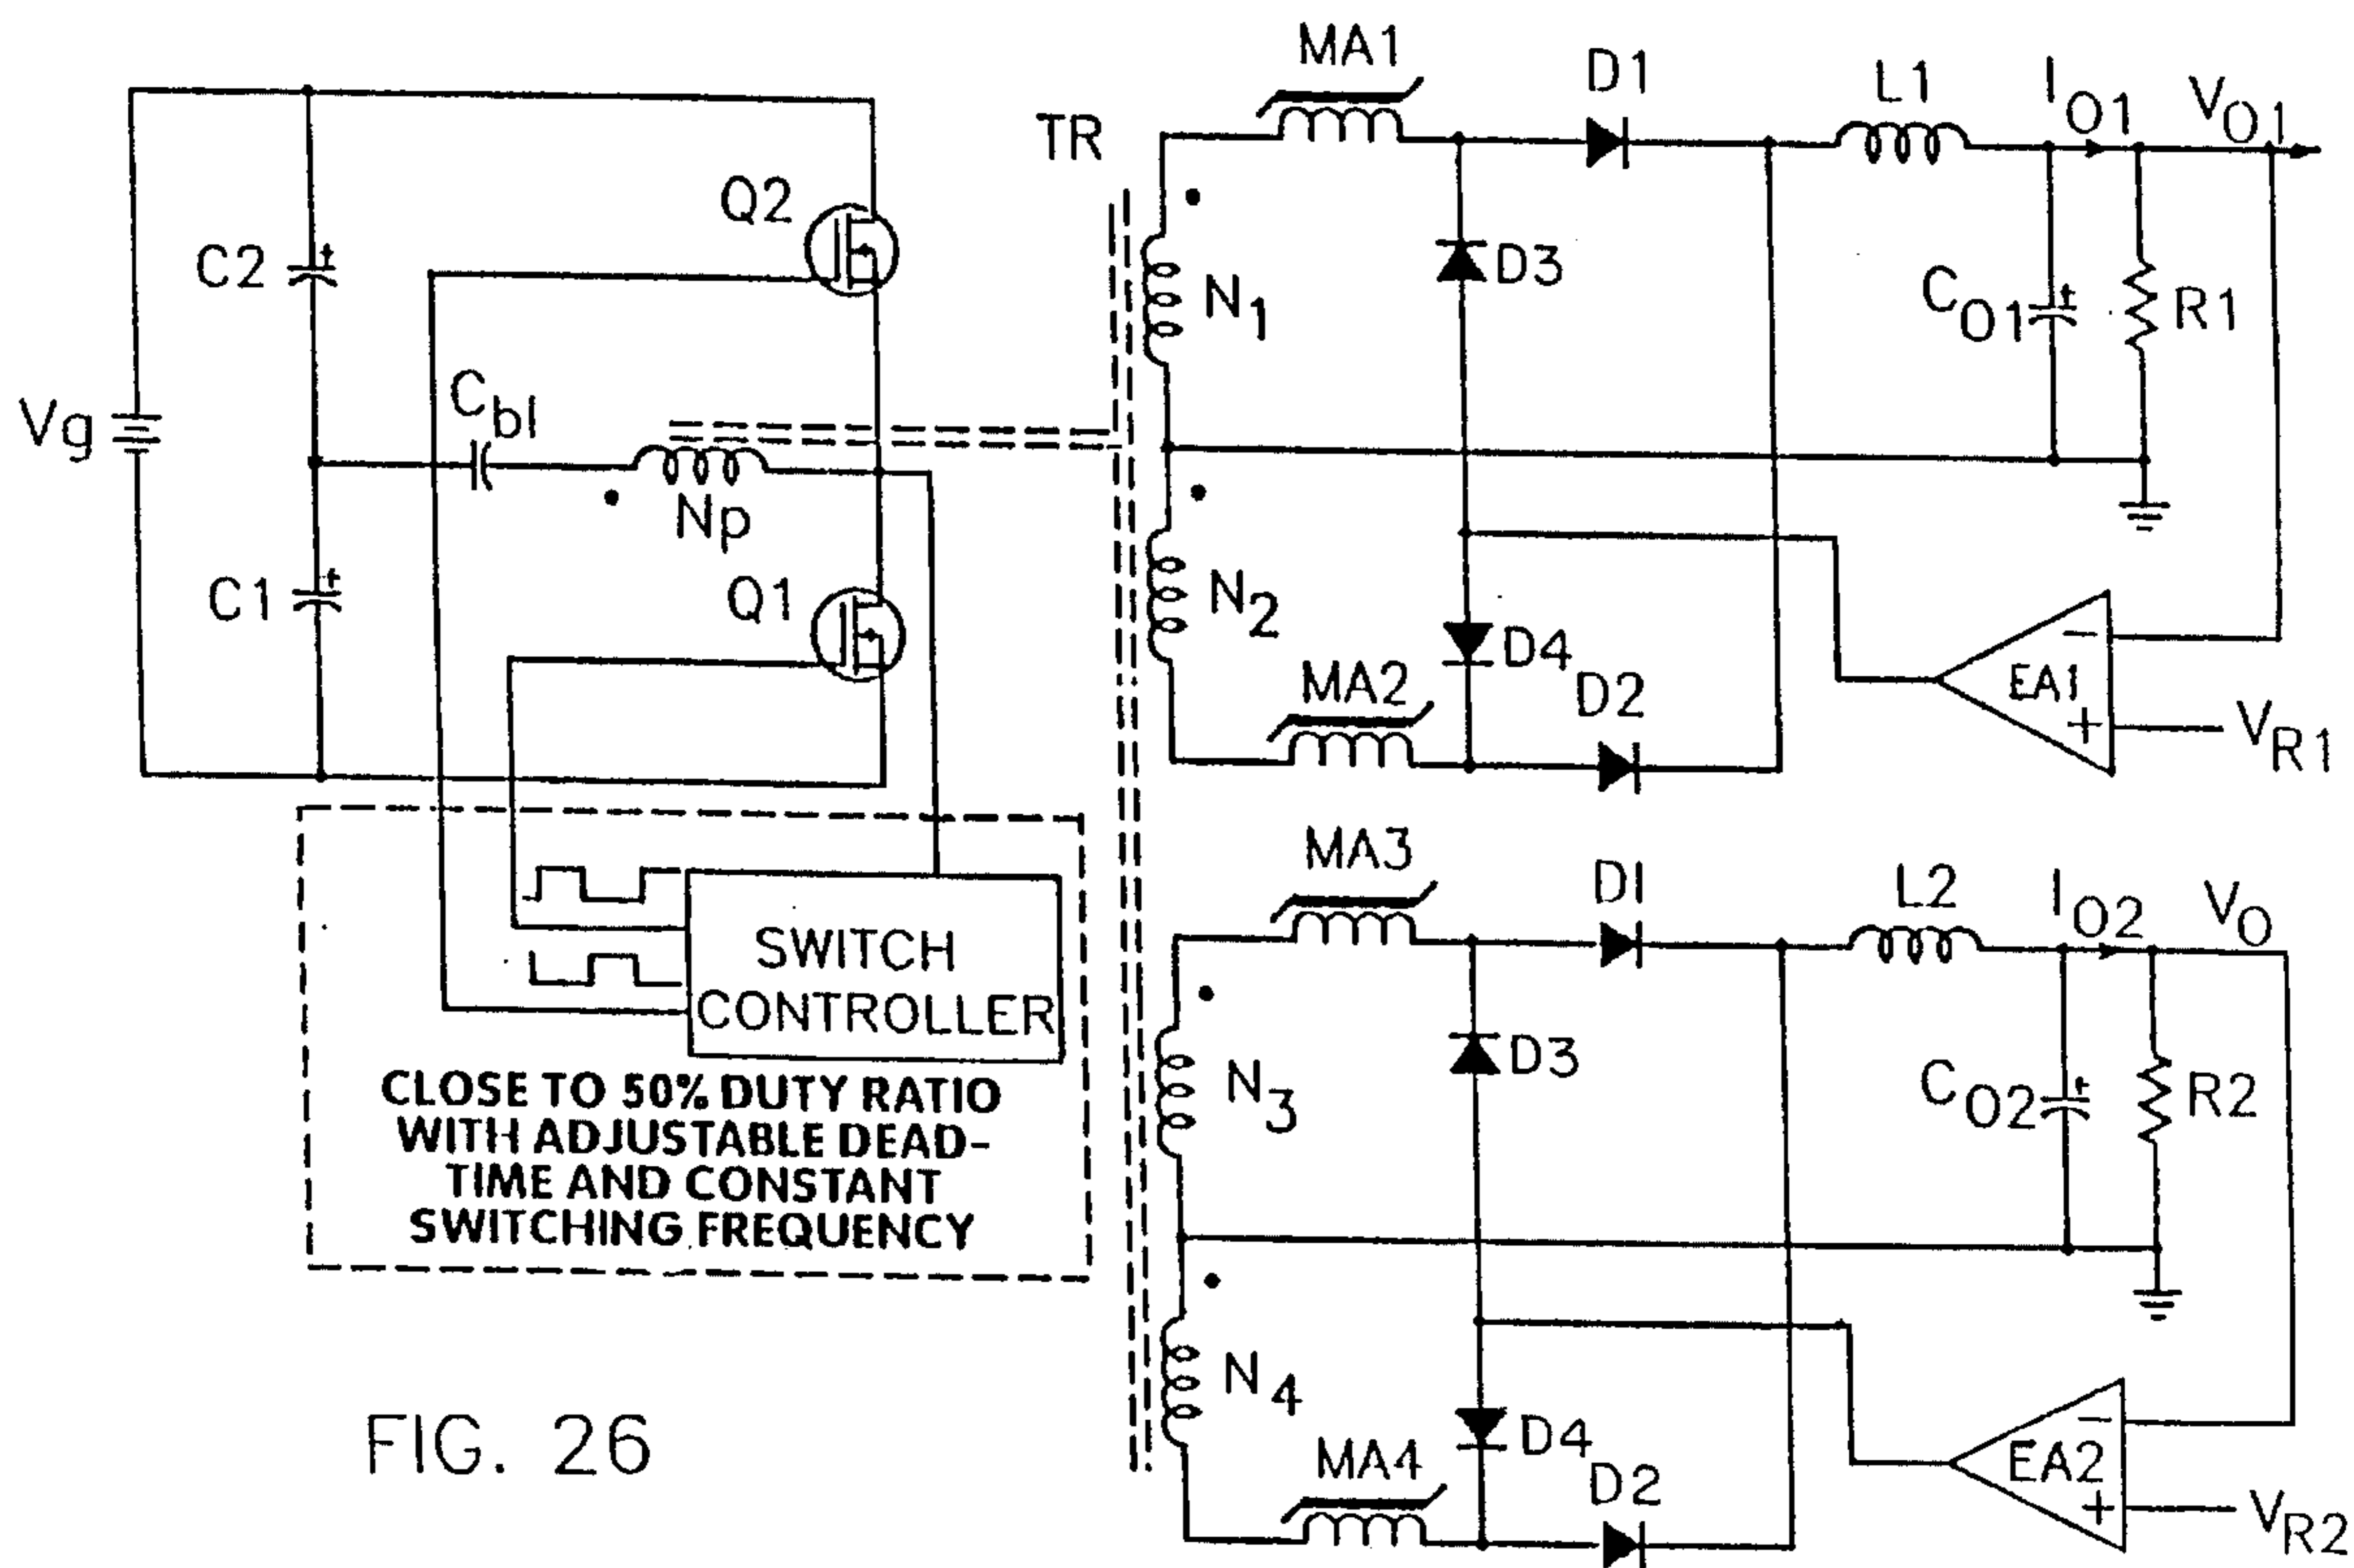 MA1
D1
L1
IO1
VO1
TR
Q2
C2
D3
N1
CO1
R1
Cbl
Vg
Np
Q1
C1
N2
D4
MA2
D2
EA1
−
+
VR1
MA3
DI
L2
IO2
VO
SWITCH
CONTROLLER
D3
N3
CO2
R2
CLOSE TO 50% DUTY RATIO
WITH ADJUSTABLE DEAD-
TIME AND CONSTANT
SWITCHING FREQUENCY
N4
D4
MA4
D2
EA2
−
+
VR2
FIG. 26